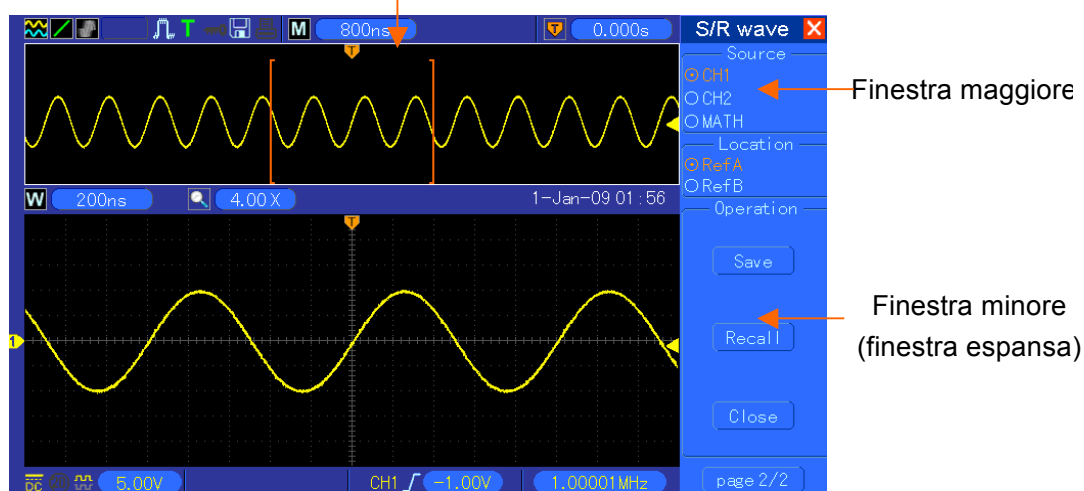 M 800ns T 0.000s S/R wave
T
Source
CH1
CH2
MATH
Finestra maggiore
Location
RefA
RefB
W 200ns 4.00X 1-Jan-09 01:56
Operation
T
Save
Finestra minore
(finestra espansa)
Recall
1
Close
DC 5.00V CH1 -1.00V 1.00001MHz page 2/2